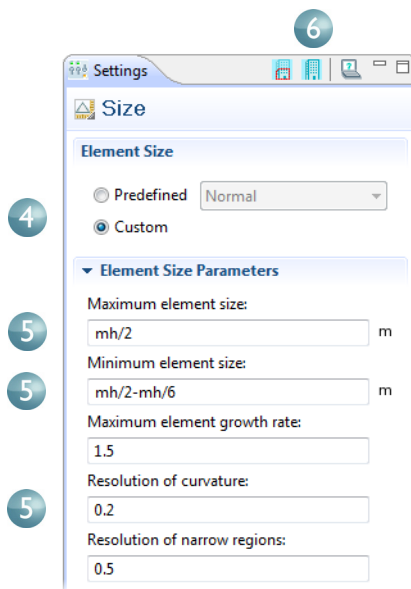 6
Settings
Size
Element Size
Predefined Normal
4
Custom
Element Size Parameters
Maximum element size:
5 mh/2 m
Minimum element size:
5 mh/2-mh/6 m
Maximum element growth rate:
1.5
Resolution of curvature:
5 0.2
Resolution of narrow regions:
0.5